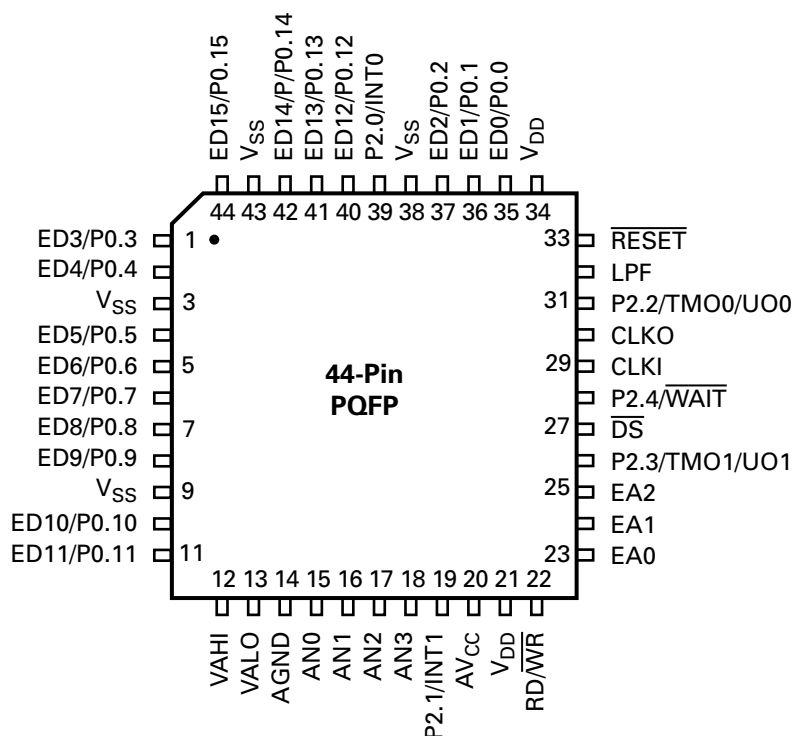 ED15/P0.15
VSS
ED14/P/P0.14
ED13/P0.13
ED12/P0.12
P2.0/INT0
VSS
ED2/P0.2
ED1/P0.1
ED0/P0.0
VDD
44 43 42 41 40 39 38 37 36 35 34
ED3/P0.3 1
ED4/P0.4
VSS 3
ED5/P0.5
ED6/P0.6 5
ED7/P0.7
ED8/P0.8 7
ED9/P0.9
VSS 9
ED10/P0.10
ED11/P0.11 11
44-Pin
PQFP
33 RESET
LPF
31 P2.2/TMO0/UO0
CLKO
29 CLKI
P2.4/WAIT
27 DS
P2.3/TMO1/UO1
25 EA2
EA1
23 EA0
12 13 14 15 16 17 18 19 20 21 22
VAHI
VALO
AGND
AN0
AN1
AN2
AN3
P2.1/INT1
AVCC
VDD
RD/WR